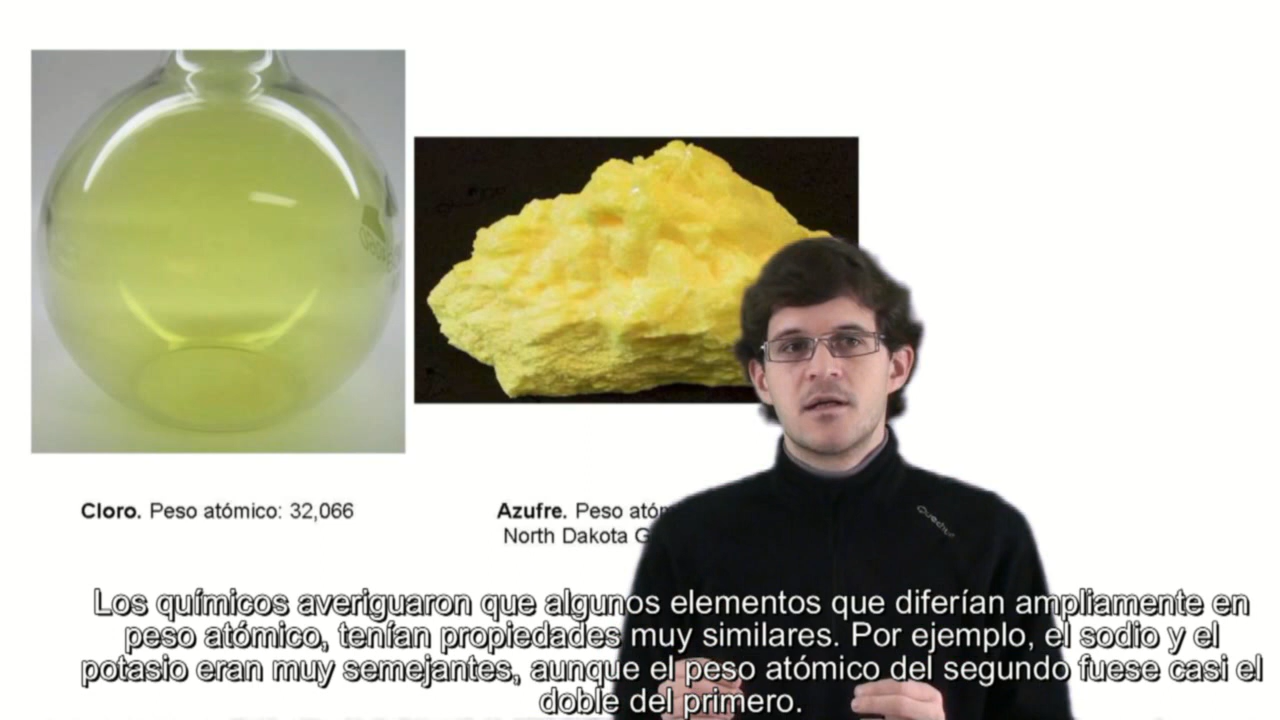 Cloro. Peso atómico: 32,066
Azufre. Peso
North Dakota
Quechua
Los químicos averiguaron que algunos elementos que diferían ampliamente en
peso atómico, tenían propiedades muy similares. Por ejemplo, el sodio y el
potasio eran muy semejantes, aunque el peso atómico del segundo fuese casi el
doble del primero.